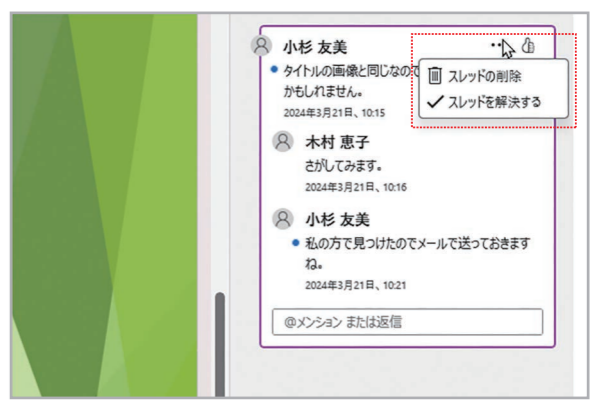 小杉 友美
タイトルの画像と同じなので
かもしれません。
2024年3月21日、10:15
スレッドの削除
スレッドを解決する
木村 恵子
さがしてみます。
2024年3月21日、10:16
小杉 友美
私の方で見つけたのでメールで送っておきます
ね。
2024年3月21日、10:21
@メンション または返信